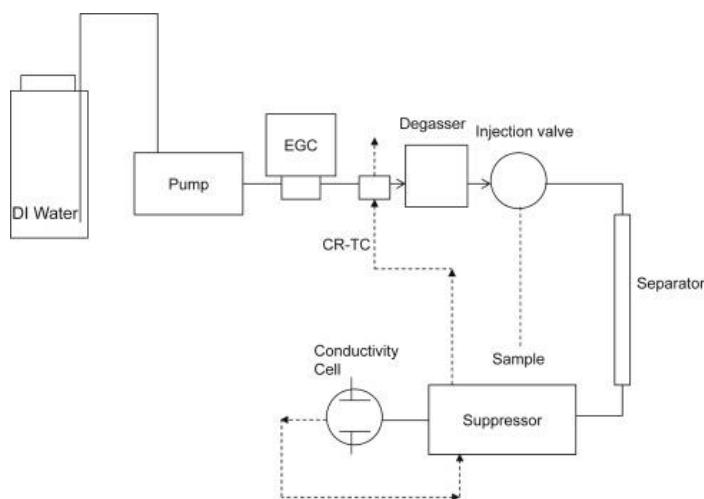 Degasser
Injection valve
EGC
Pump
DI Water
CR-TC
Separator
Conductivity
Cell
Sample
Suppressor